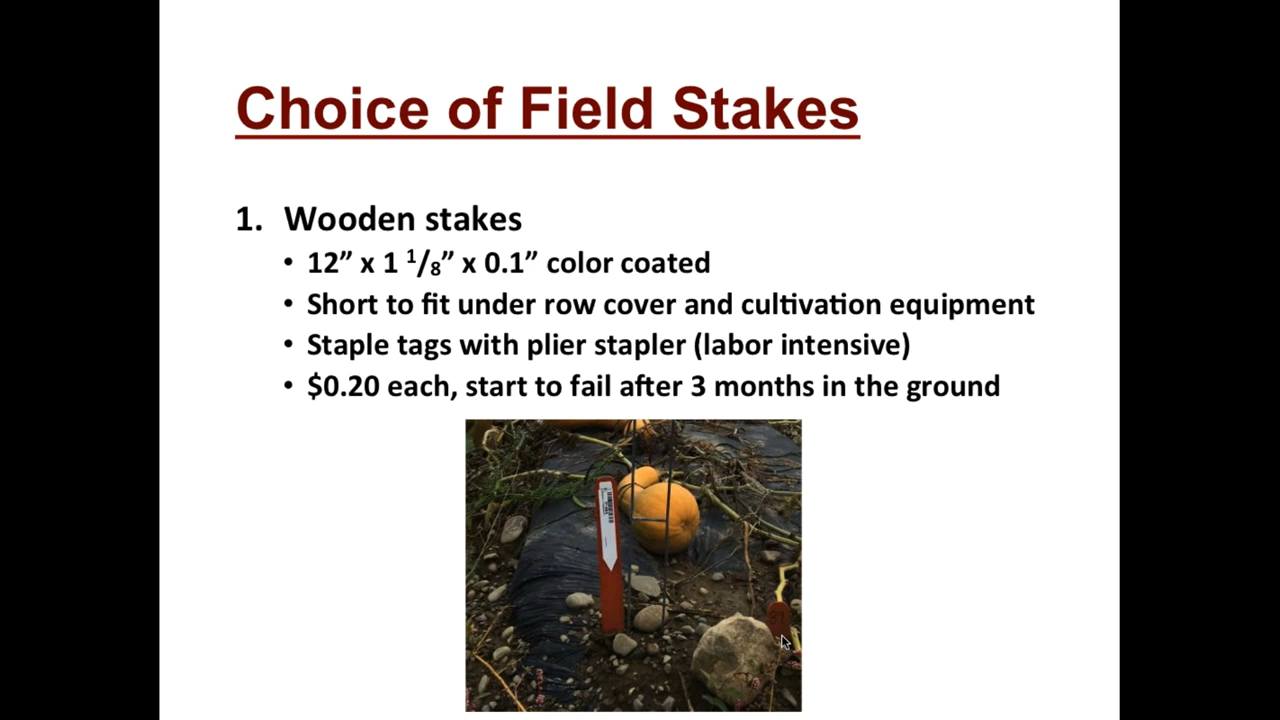 Choice of Field Stakes
1. Wooden stakes
• 12” x 1 1/8” x 0.1” color coated
• Short to fit under row cover and cultivation equipment
• Staple tags with plier stapler (labor intensive)
• $0.20 each, start to fail after 3 months in the ground